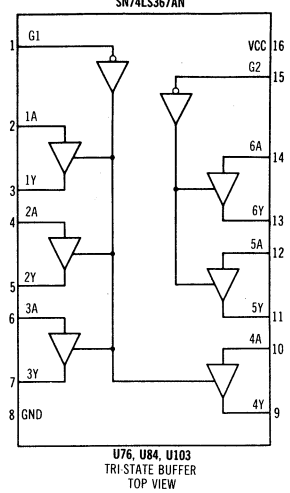 SN74LS367AN
1 G1 VCC 16
G2 15
2 1A
6A 14
3 1Y
6Y 13
4 2A
5A 12
5 2Y
5Y 11
6 3A
4A 10
7 3Y
4Y 9
8 GND
U76, U84, U103
TRI-STATE BUFFER
TOP VIEW